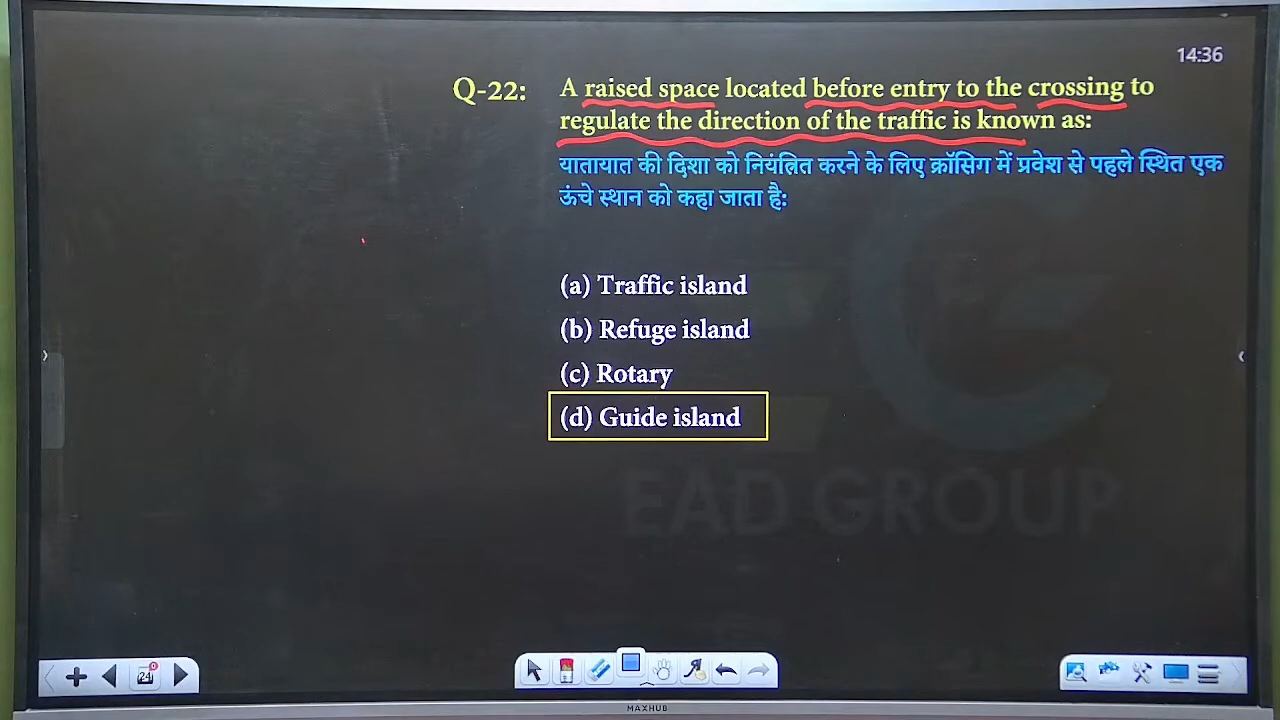 14:36
Q-22: A raised space located before entry to the crossing to
regulate the direction of the traffic is known as:
यातायात की दिशा को नियंत्रित करने के लिए क्रॉसिग में प्रवेश से पहले स्थित एक
ऊंचे स्थान को कहा जाता है:
(a) Traffic island
(b) Refuge island
(c) Rotary
(d) Guide island
EAD GROUP
24
MAXHUB